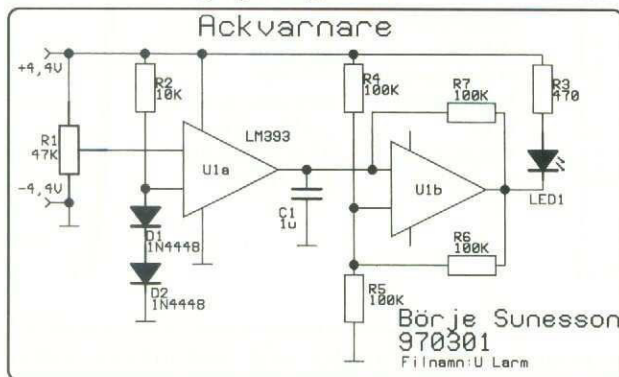 Ackvarnare
+4,4V
R2
10K
R4
100K
R7
100K
R3
470
LM393
R1
47K
U1a
U1b
-4,4V
C1
1u
LED1
D1
1N4448
R6
100K
D2
1N4448
R5
100K
Börje Sunesson
970301
Filnamn:U Larm